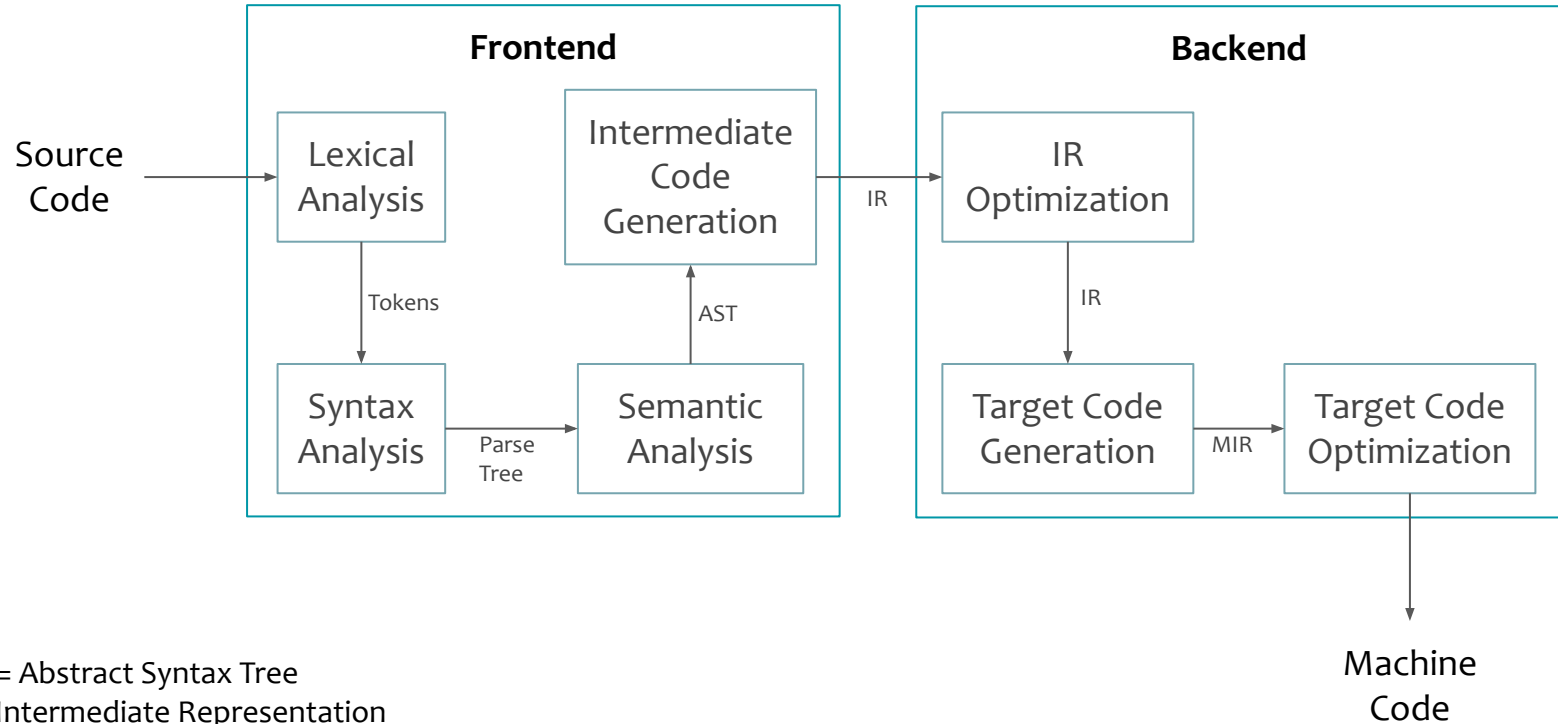 Frontend
Backend
Source
Code
Lexical
Analysis
Tokens
Syntax
Analysis
Parse
Tree
Semantic
Analysis
AST
Intermediate
Code
Generation
IR
IR
Optimization
IR
Target Code
Generation
MIR
Target Code
Optimization
Machine
Code
= Abstract Syntax Tree
Intermediate Representation